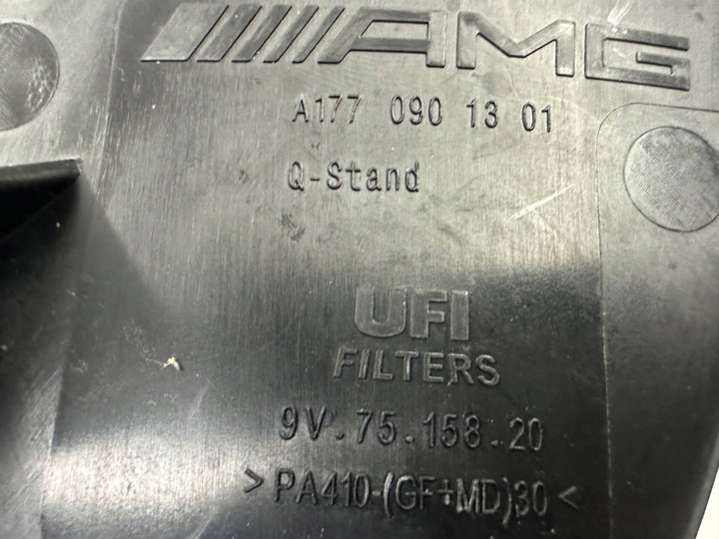 AMG
A177 090 13 01
Q-Stand
UFI
FILTERS
9V.75.158.20
>PA410-(GF+MD)30<